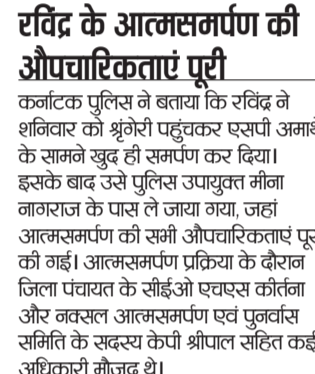 रविंद्र के आत्मसमर्पण की
औपचारिकताएं पूरी
कर्नाटक पुलिस ने बताया कि रविंद्र ने
शनिवार को श्रृंगेरी पहुंचकर एसपी
के सामने खुद ही समर्पण कर दिया।
इसके बाद उसे पुलिस उपायुक्त मीना
नागराज के पास ले जाया गया, जहां
आत्मसमर्पण की सभी औपचारिकताएं
की गई। आत्मसमर्पण प्रक्रिया के दौरान
जिला पंचायत के सीईओ एचएस कीर्तना
और नक्सल आत्मसमर्पण एवं पुनर्वास
समिति के सदस्य केपी श्रीपाल सहित
अधिकारी मौजूद थे।